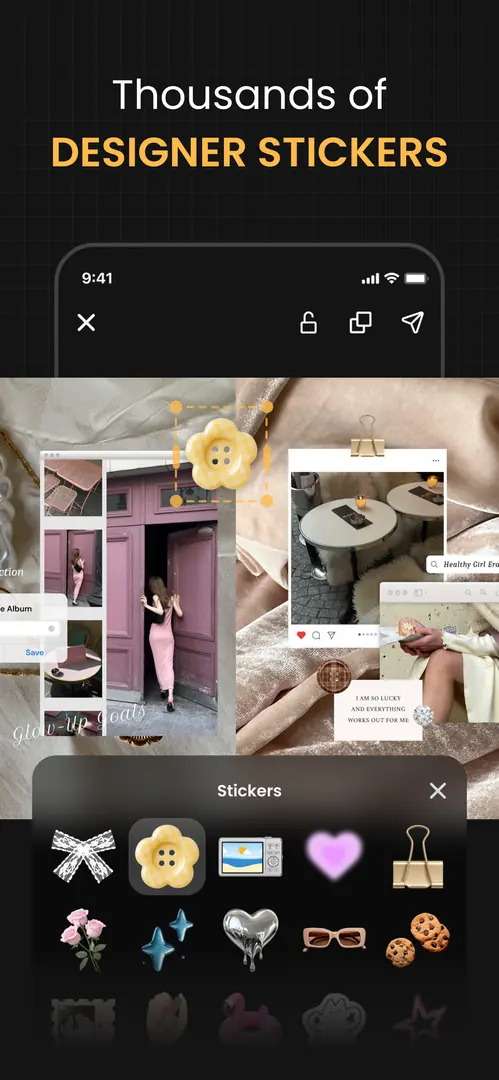 Thousands of
DESIGNER STICKERS
9:41
ction
e Album
Save
Glow-Up Goals
Healthy Girl Era
I AM SO LUCKY
AND EVERYTHING
WORKS OUT FOR ME
Stickers